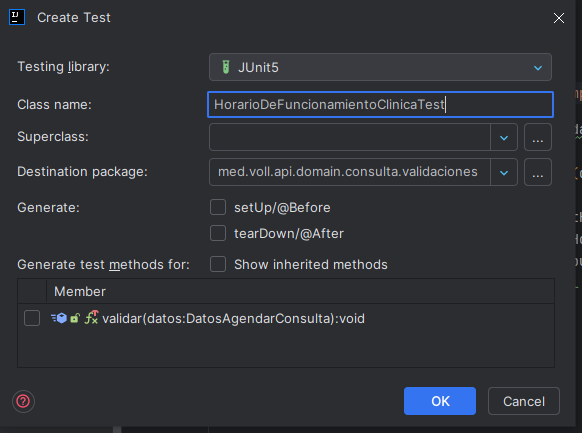 Create Test
Testing library: JUnit5
Class name: HorarioDeFuncionamientoClinicaTest
Superclass: ...
Destination package: med.voll.api.domain.consulta.validaciones ...
Generate: setUp/@Before
tearDown/@After
Generate test methods for: Show inherited methods
Member
validar(datos:DatosAgendarConsulta):void
OK Cancel